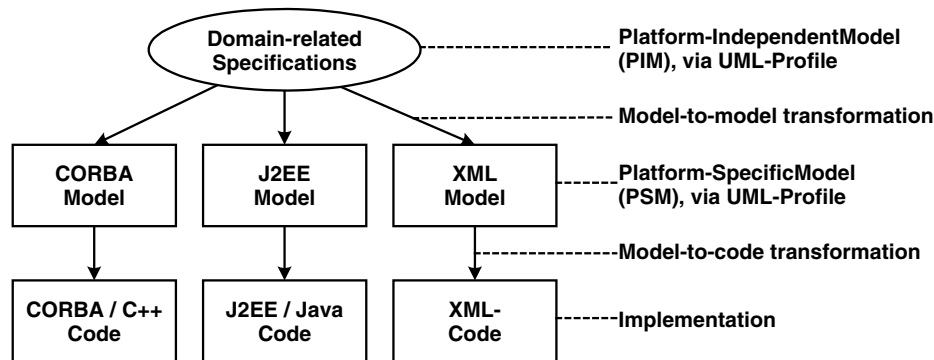 Domain-related
Specifications
Platform-IndependentModel
(PIM), via UML-Profile
Model-to-model transformation
CORBA
Model
J2EE
Model
XML
Model
Platform-SpecificModel
(PSM), via UML-Profile
Model-to-code transformation
CORBA / C++
Code
J2EE / Java
Code
XML-
Code
Implementation